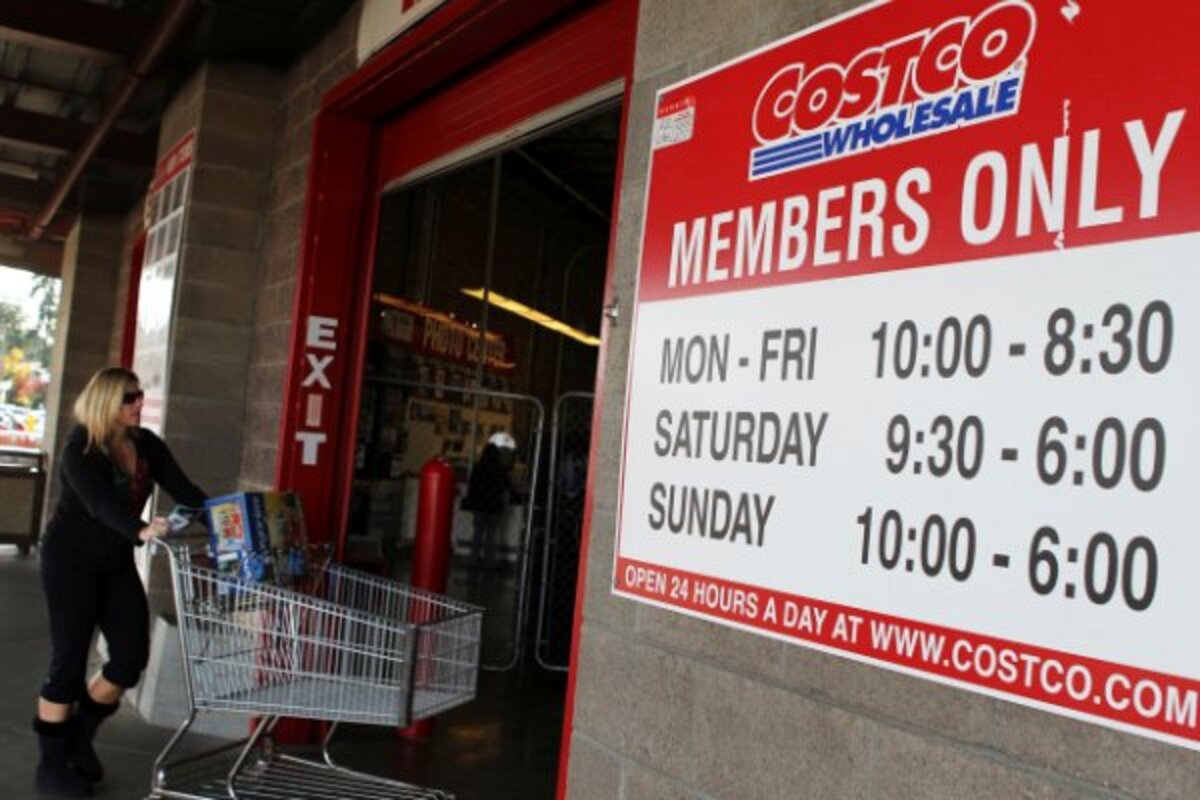 COSTCO
WHOLESALE
MEMBERS ONLY
MON - FRI 10:00 - 8:30
SATURDAY 9:30 - 6:00
SUNDAY 10:00 - 6:00
OPEN 24 HOURS A DAY AT WWW.COSTCO.COM
EXIT
PHOTO CENTER